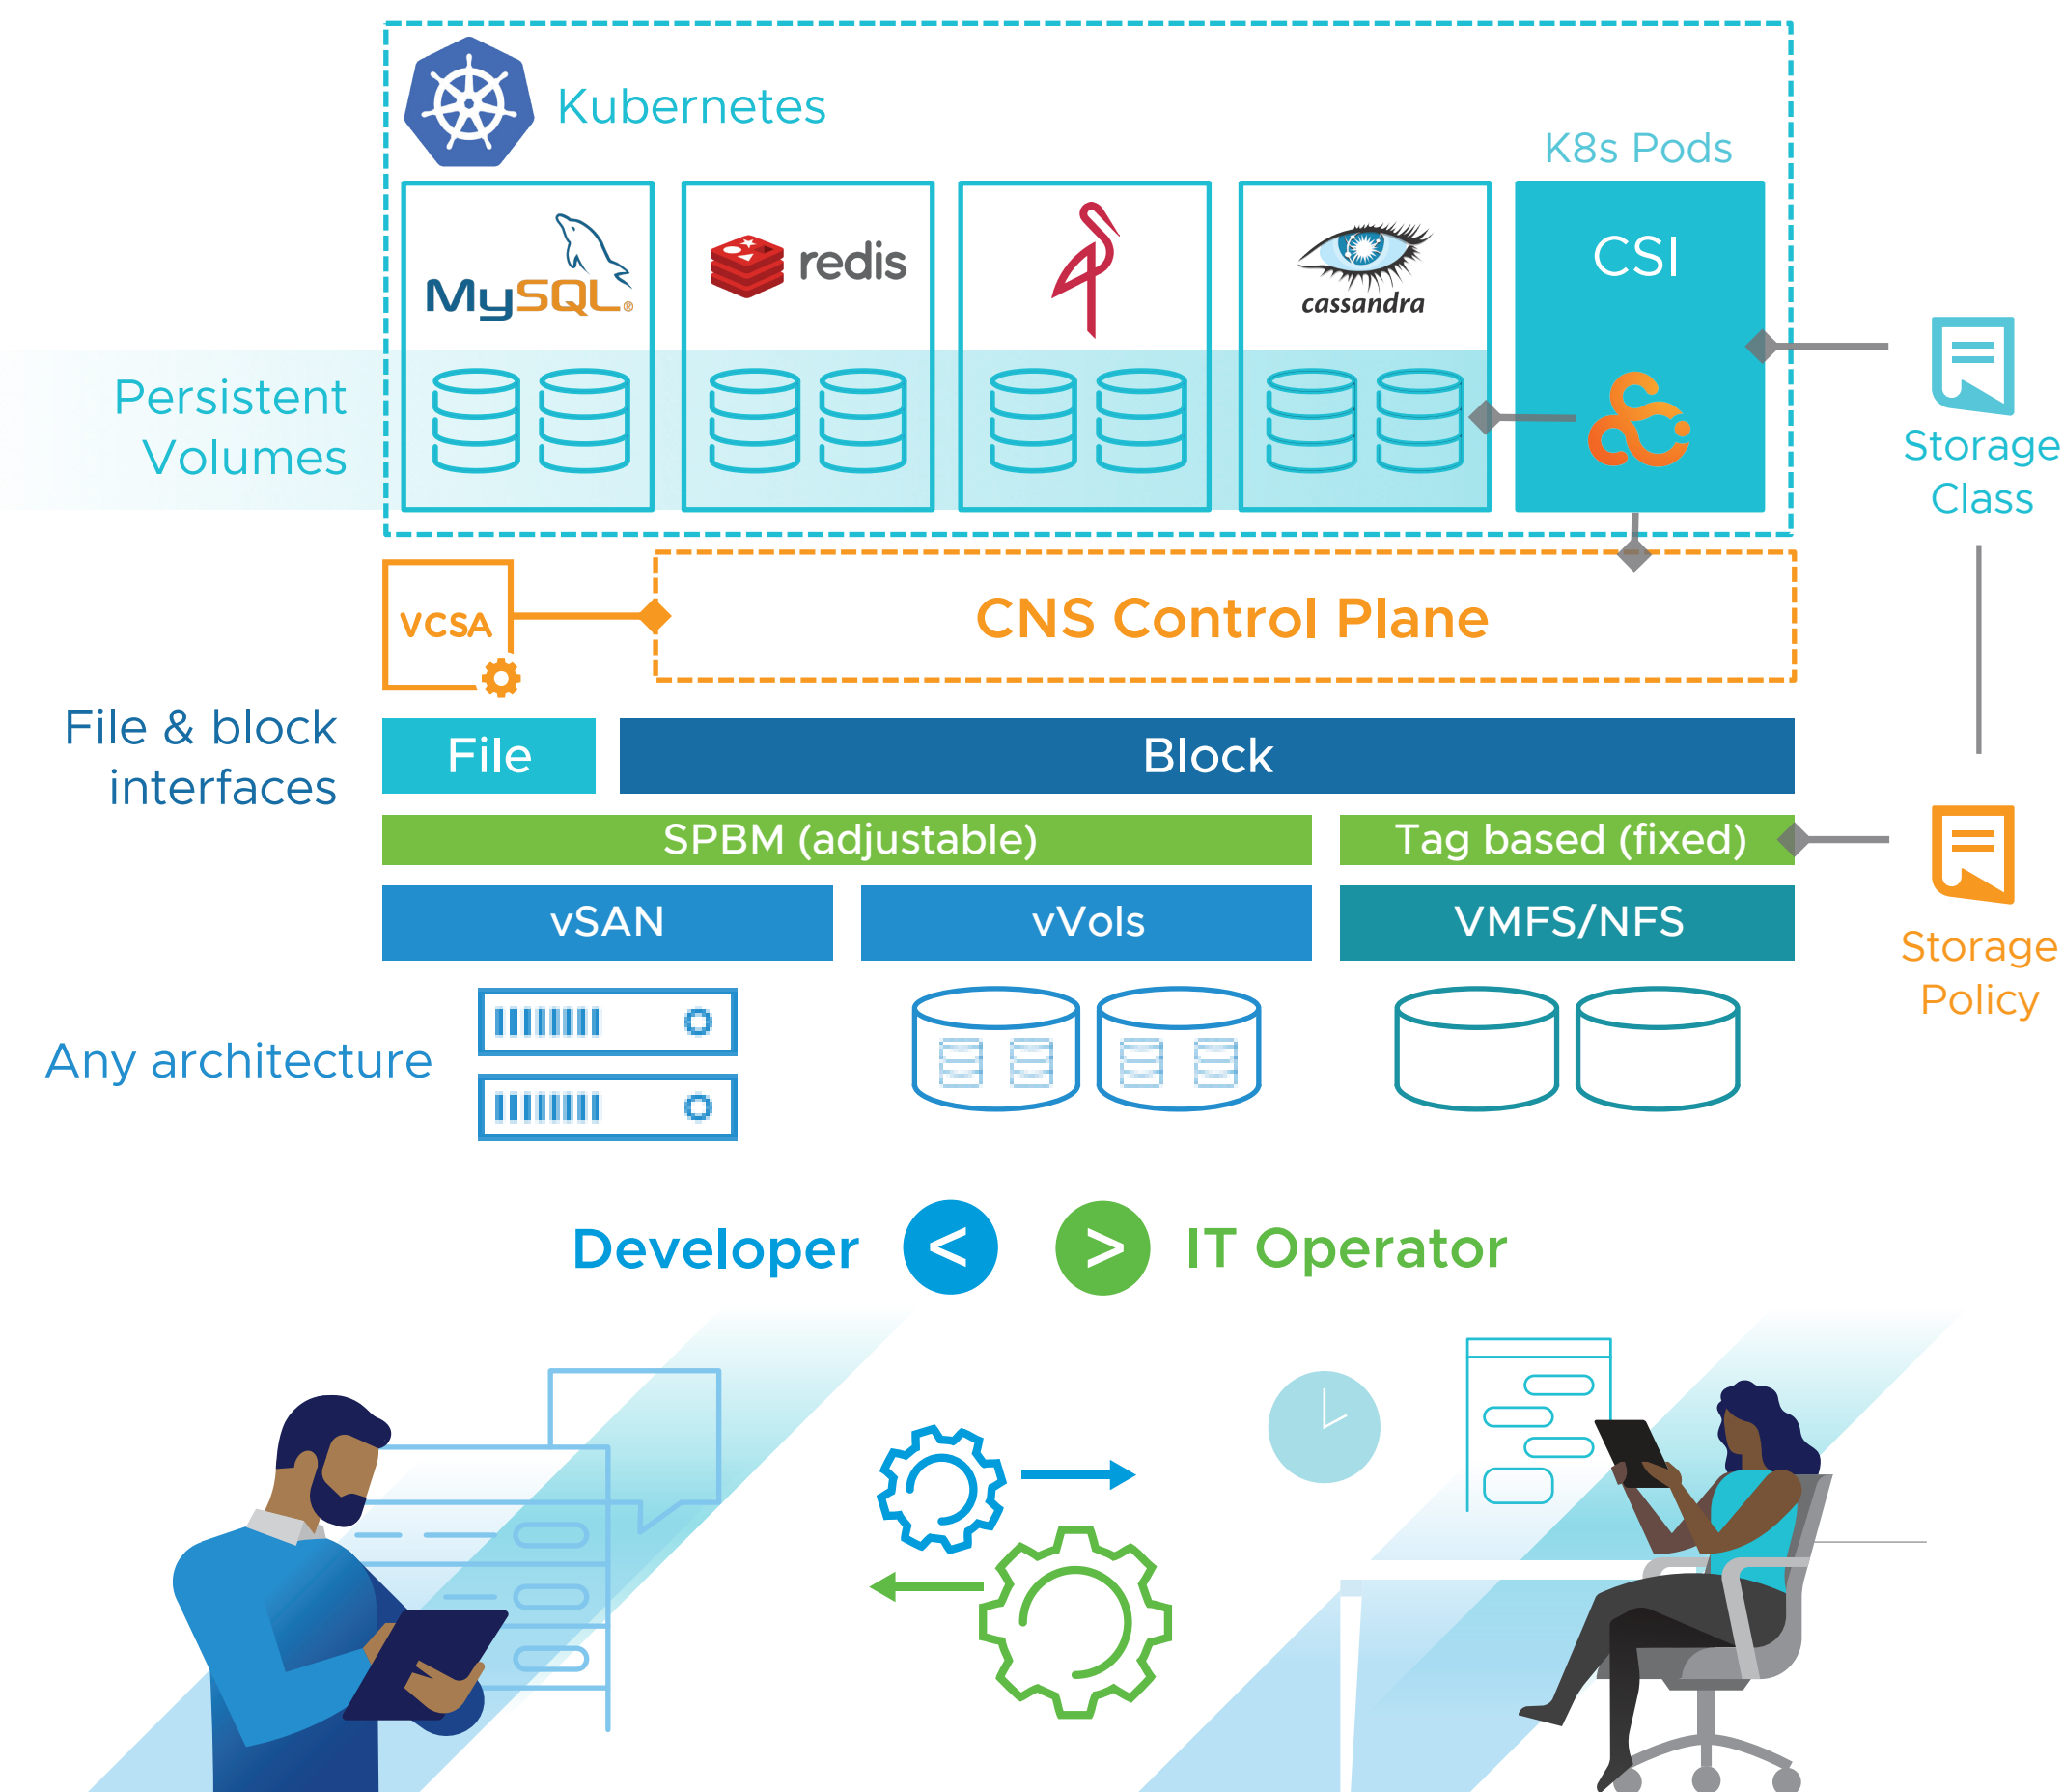 Kubernetes
K8s Pods
MySQL®
redis
cassandra
CSI
Persistent
Volumes
Storage
Class
VCSA
CNS Control Plane
File & block
interfaces
File
Block
SPBM (adjustable)
Tag based (fixed)
vSAN
vVols
VMFS/NFS
Storage
Policy
Any architecture
Developer
<
>
IT Operator